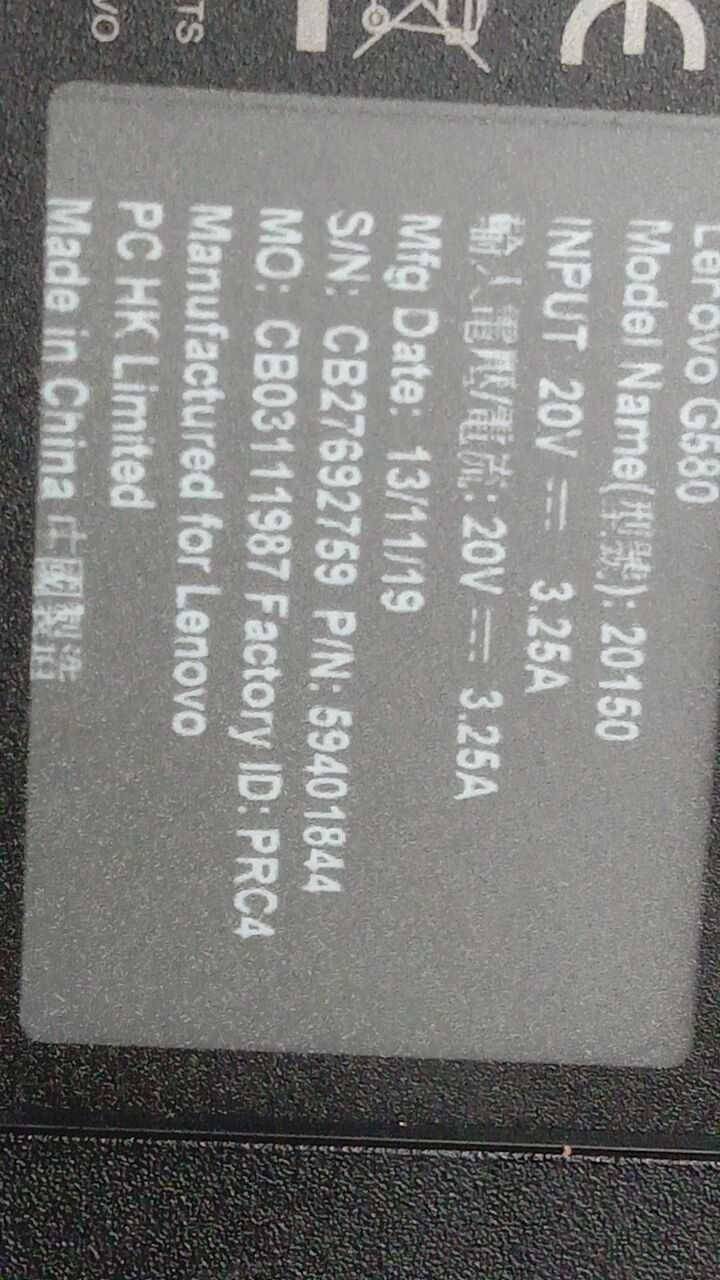 Lenovo G580
Model Name(型號): 20150
INPUT 20V ⎓ 3.25A
輸入電壓/電流: 20V ⎓ 3.25A
Mfg Date: 13/11/19
S/N: CB27692759 P/N: 59401844
MO: CB03111987 Factory ID: PRC4
Manufactured for Lenovo
PC HK Limited
Made in China 中國製造
CE